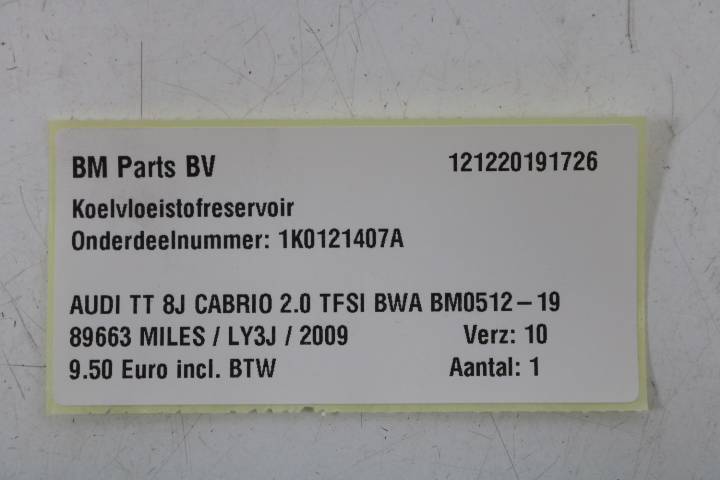 BM Parts BV 121220191726
Koelvloeistofreservoir
Onderdeelnummer: 1K0121407A
AUDI TT 8J CABRIO 2.0 TFSI BWA BM0512-19
89663 MILES / LY3J / 2009 Verz: 10
9.50 Euro incl. BTW Aantal: 1